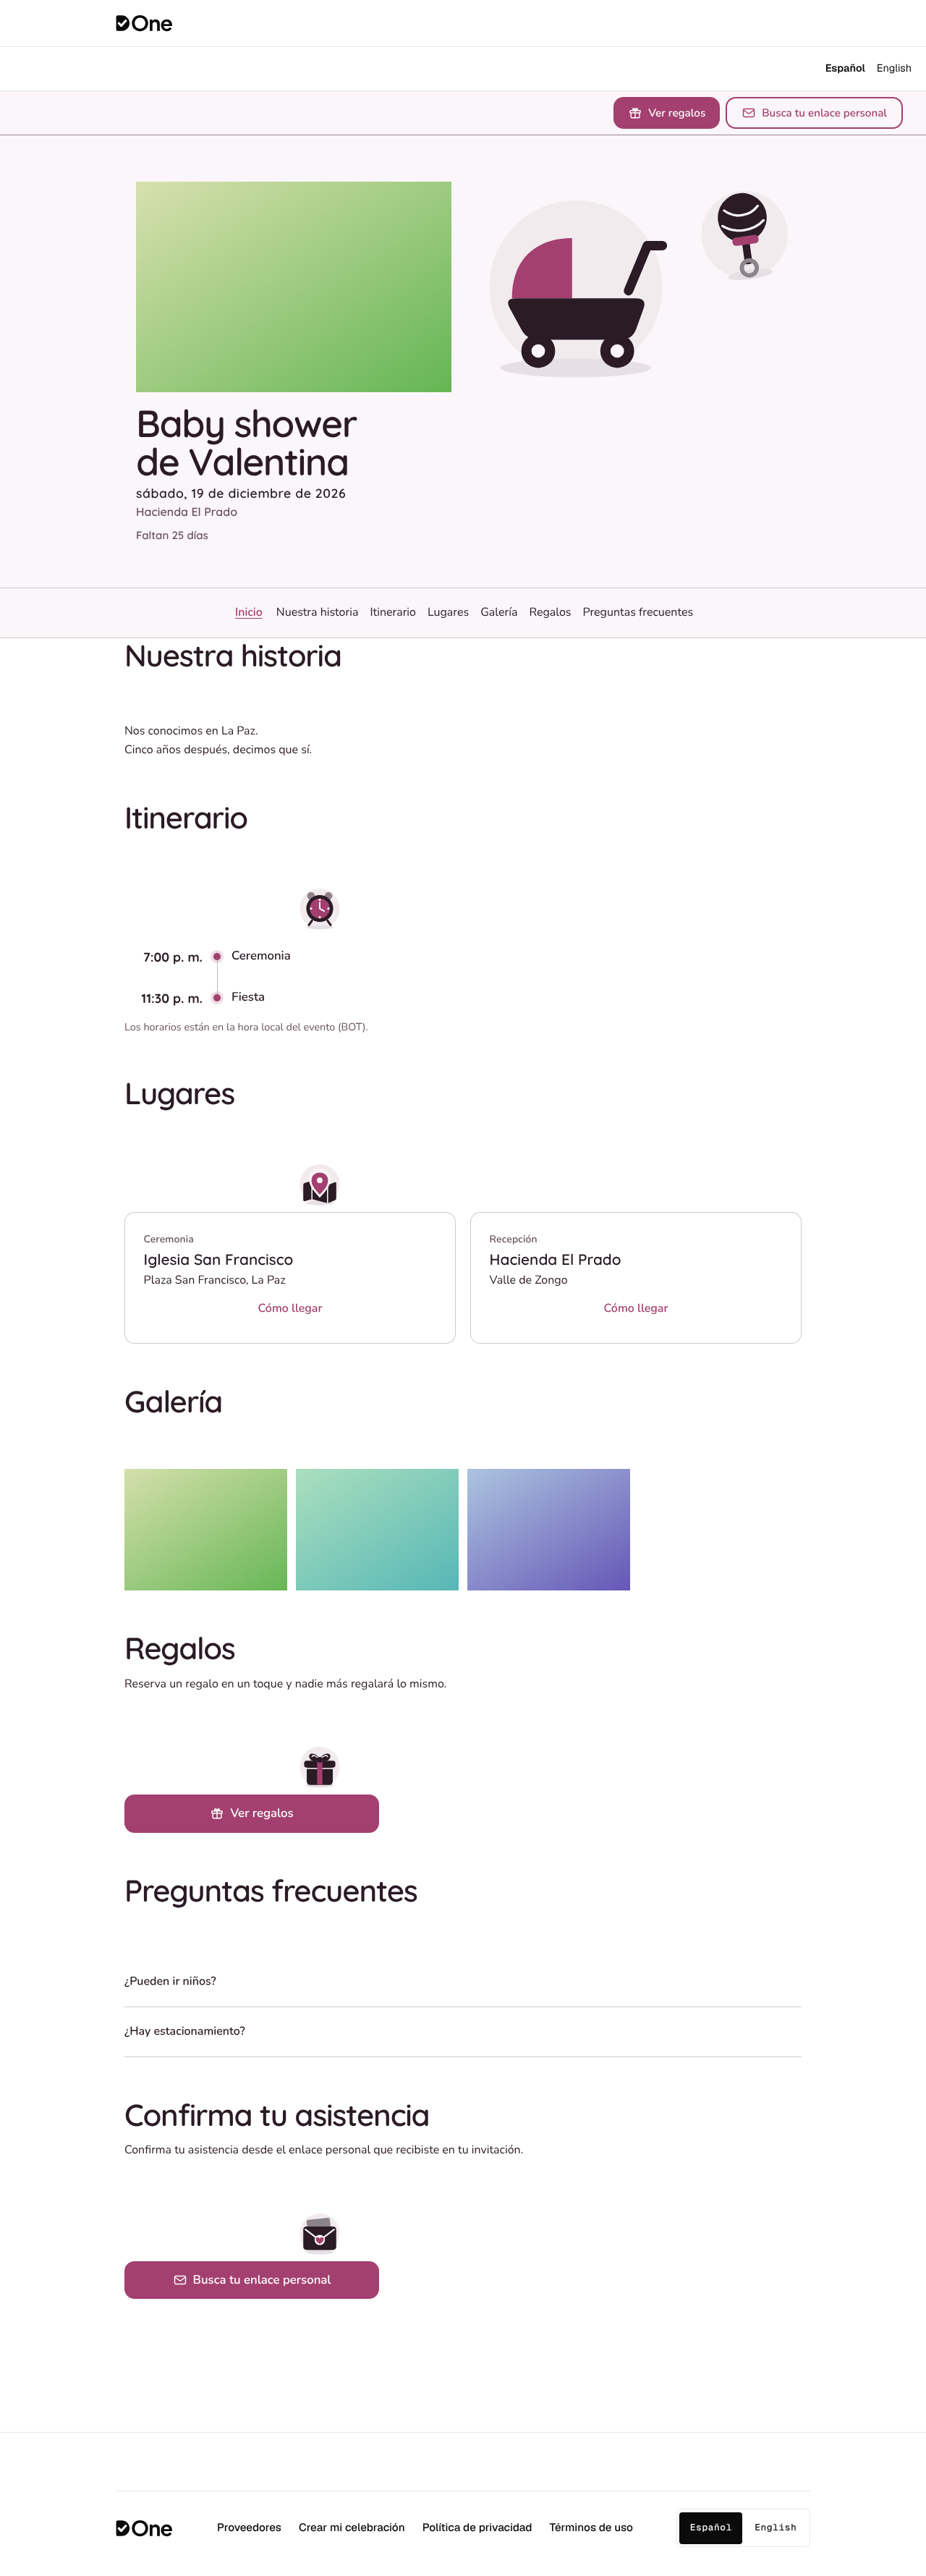 DOne
Español English
Ver regalos Busca tu enlace personal
Baby shower
de Valentina
sábado, 19 de diciembre de 2026
Hacienda El Prado
Faltan 25 días
Inicio Nuestra historia Itinerario Lugares Galería Regalos Preguntas frecuentes
Nuestra historia
Nos conocimos en La Paz.
Cinco años después, decimos que sí.
Itinerario
7:00 p. m. Ceremonia
11:30 p. m. Fiesta
Los horarios están en la hora local del evento (BOT).
Lugares
Ceremonia
Iglesia San Francisco
Plaza San Francisco, La Paz
Cómo llegar
Recepción
Hacienda El Prado
Valle de Zongo
Cómo llegar
Galería
Regalos
Reserva un regalo en un toque y nadie más regalará lo mismo.
Ver regalos
Preguntas frecuentes
¿Pueden ir niños?
¿Hay estacionamiento?
Confirma tu asistencia
Confirma tu asistencia desde el enlace personal que recibiste en tu invitación.
Busca tu enlace personal
DOne Proveedores Crear mi celebración Política de privacidad Términos de uso Español English